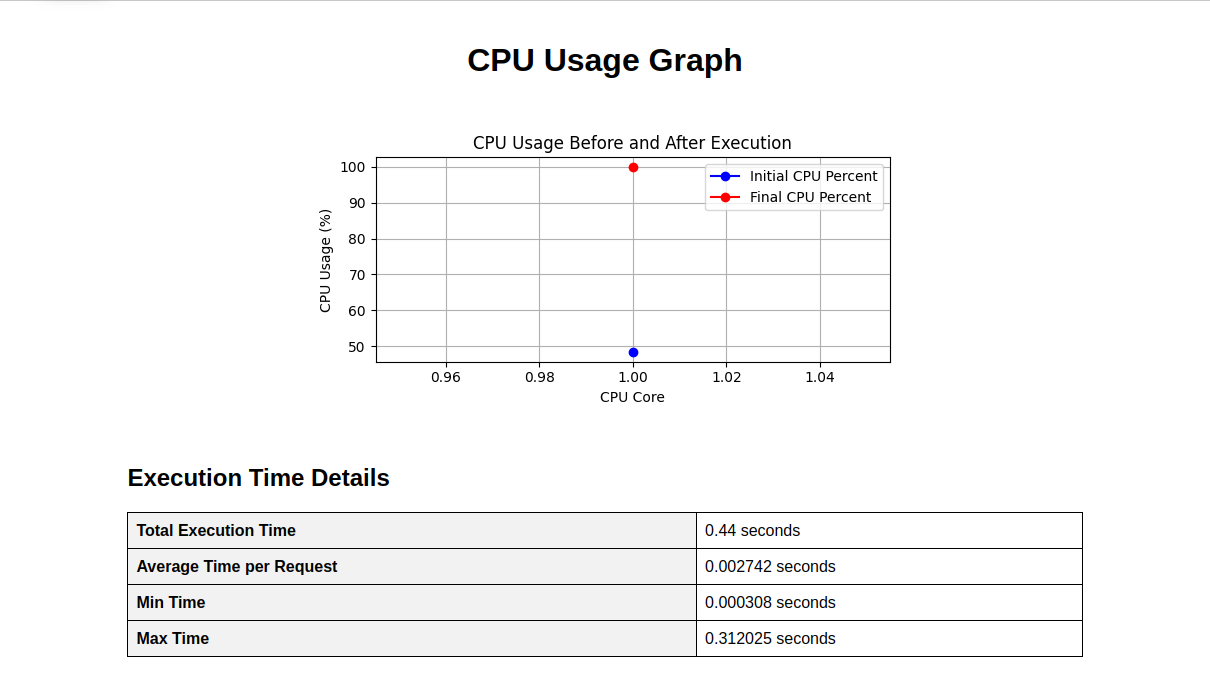 CPU Usage Graph
CPU Usage Before and After Execution
Initial CPU Percent
Final CPU Percent
CPU Usage (%)
100
90
80
70
60
50
0.96 0.98 1.00 1.02 1.04
CPU Core
Execution Time Details
Total Execution Time 0.44 seconds
Average Time per Request 0.002742 seconds
Min Time 0.000308 seconds
Max Time 0.312025 seconds